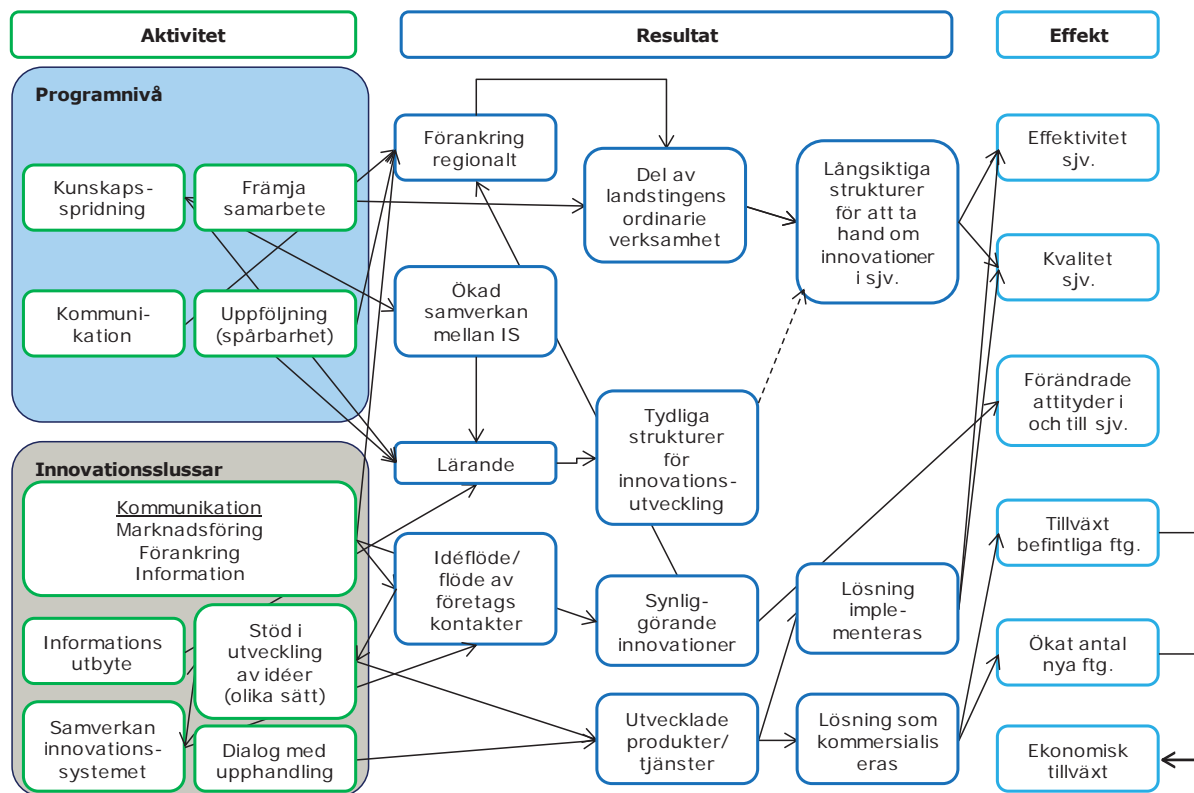 Aktivitet
Resultat
Effekt
Programnivå
Kunskaps-
spridning
Främja
samarbete
Kommuni-
kation
Uppföljning
(spårbarhet)
Innovationsslussar
Kommunikation
Marknadsföring
Förankring
Information
Informations
utbyte
Stöd i
utveckling
av idéer
(olika sätt)
Samverkan
innovations-
systemet
Dialog med
upphandling
Förankring
regionalt
Ökad
samverkan
mellan IS
Lärande
Idéflöde/
flöde av
företags
kontakter
Del av
landstingens
ordinarie
verksamhet
Tydliga
strukturer
för
innovations-
utveckling
Synlig-
görande
innovationer
Utvecklade
produkter/
tjänster
Långsiktiga
strukturer
för att ta
hand om
innovationer
i sjv.
Lösning
imple-
menteras
Lösning som
kommersialis
eras
Effektivitet
sjv.
Kvalitet
sjv.
Förändrade
attityder i
och till sjv.
Tillväxt
befintliga ftg.
Ökat antal
nya ftg.
Ekonomisk
tillväxt